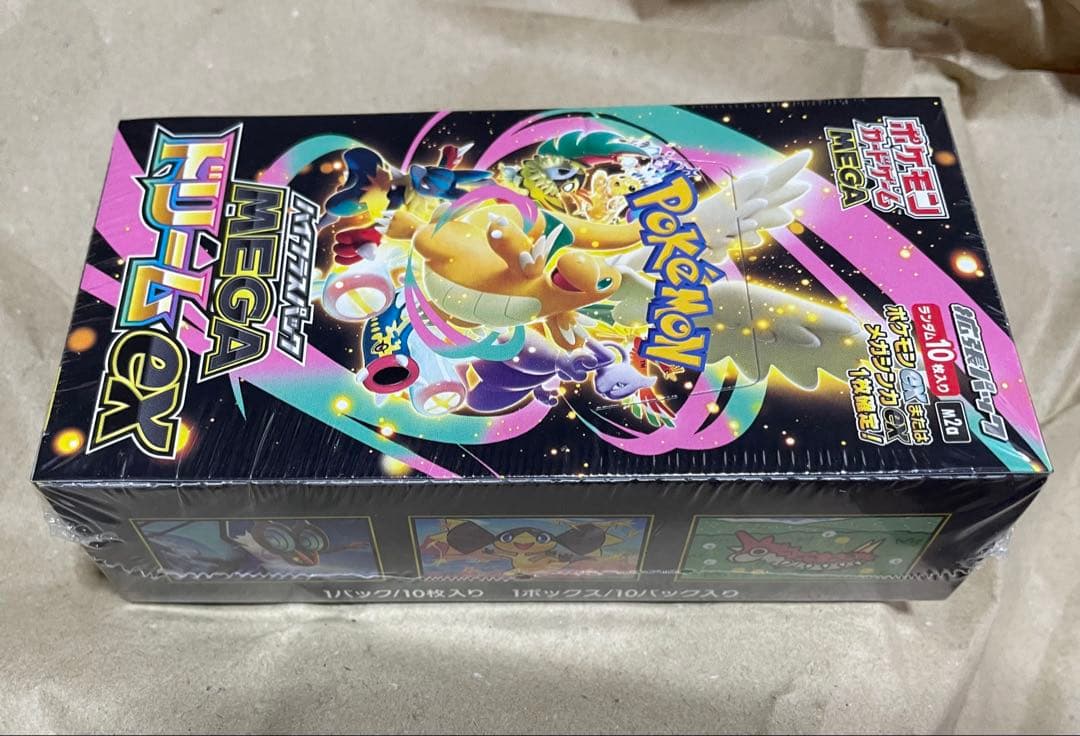 ポケモン
カードゲーム
MEGA
POKÉMON
拡張パック
ランダム10枚入り
M2a
ポケモンexまたは
メガシンカex
1枚確定!
ハイクラスパック
MEGA
ドリームex
1パック/10枚入り 1ボックス/10パック入り